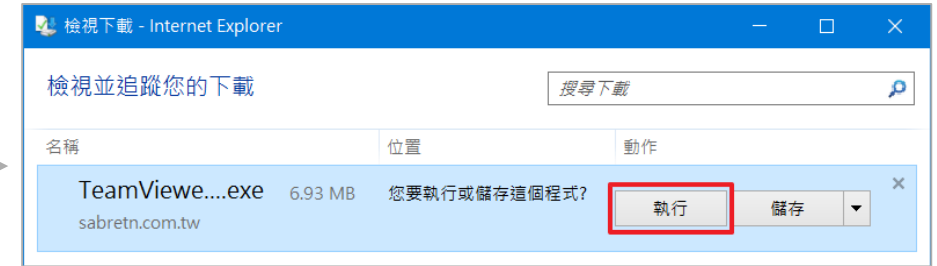 檢視下載 - Internet Explorer
檢視並追蹤您的下載
搜尋下載
名稱 位置 動作
TeamViewe....exe 6.93 MB 您要執行或儲存這個程式? 執行 儲存
sabretn.com.tw